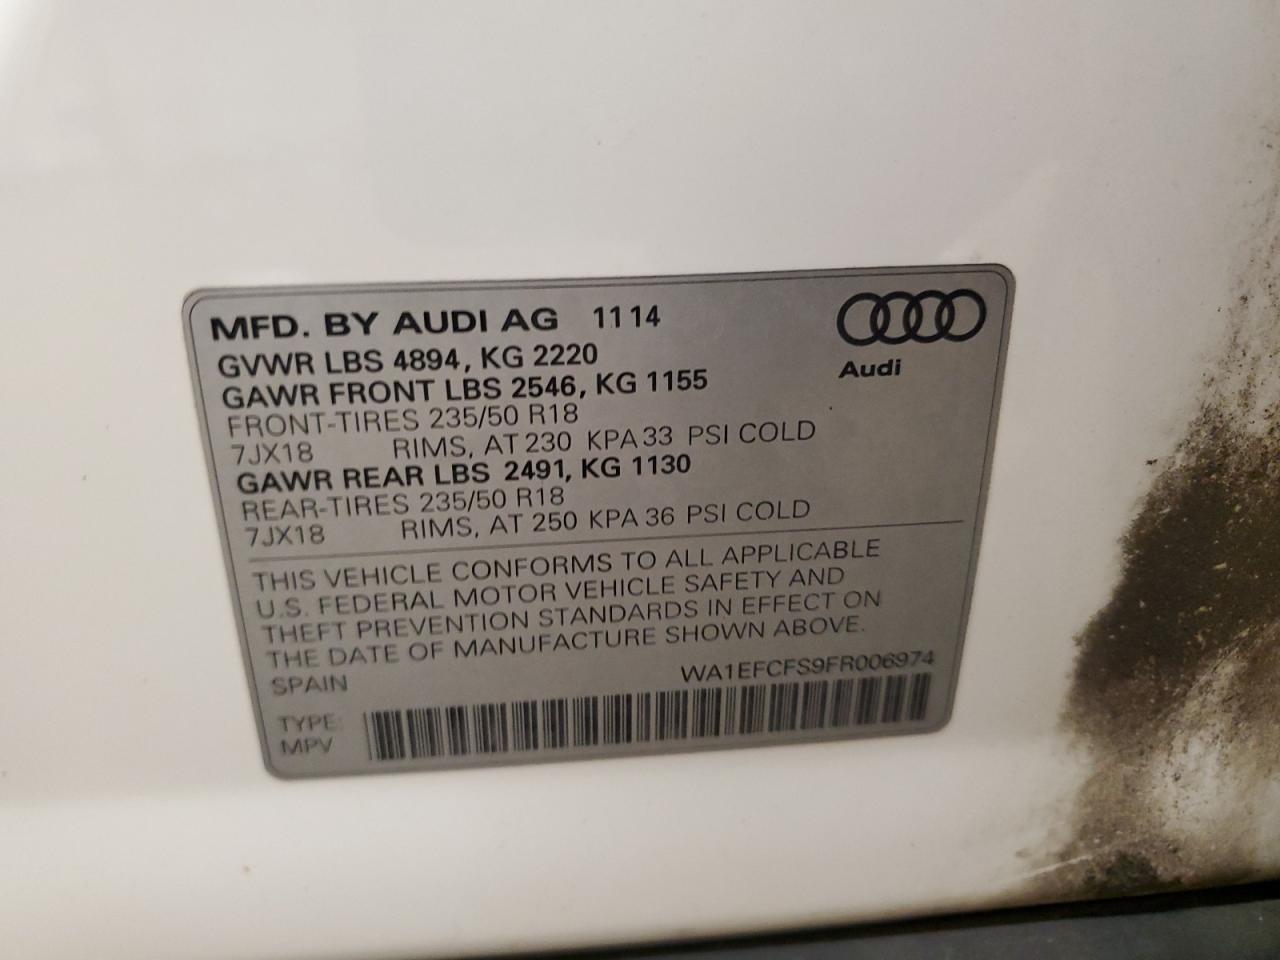 MFD. BY AUDI AG 11 14
GVWR LBS 4894, KG 2220
GAWR FRONT LBS 2546, KG 1155
FRONT-TIRES 235/50 R18
7JX18 RIMS, AT 230 KPA 33 PSI COLD
GAWR REAR LBS 2491, KG 1130
REAR-TIRES 235/50 R18
7JX18 RIMS, AT 250 KPA 36 PSI COLD
Audi
THIS VEHICLE CONFORMS TO ALL APPLICABLE
U.S. FEDERAL MOTOR VEHICLE SAFETY AND
THEFT PREVENTION STANDARDS IN EFFECT ON
THE DATE OF MANUFACTURE SHOWN ABOVE.
SPAIN WA1EFCFS9FR006974
TYPE:
MPV